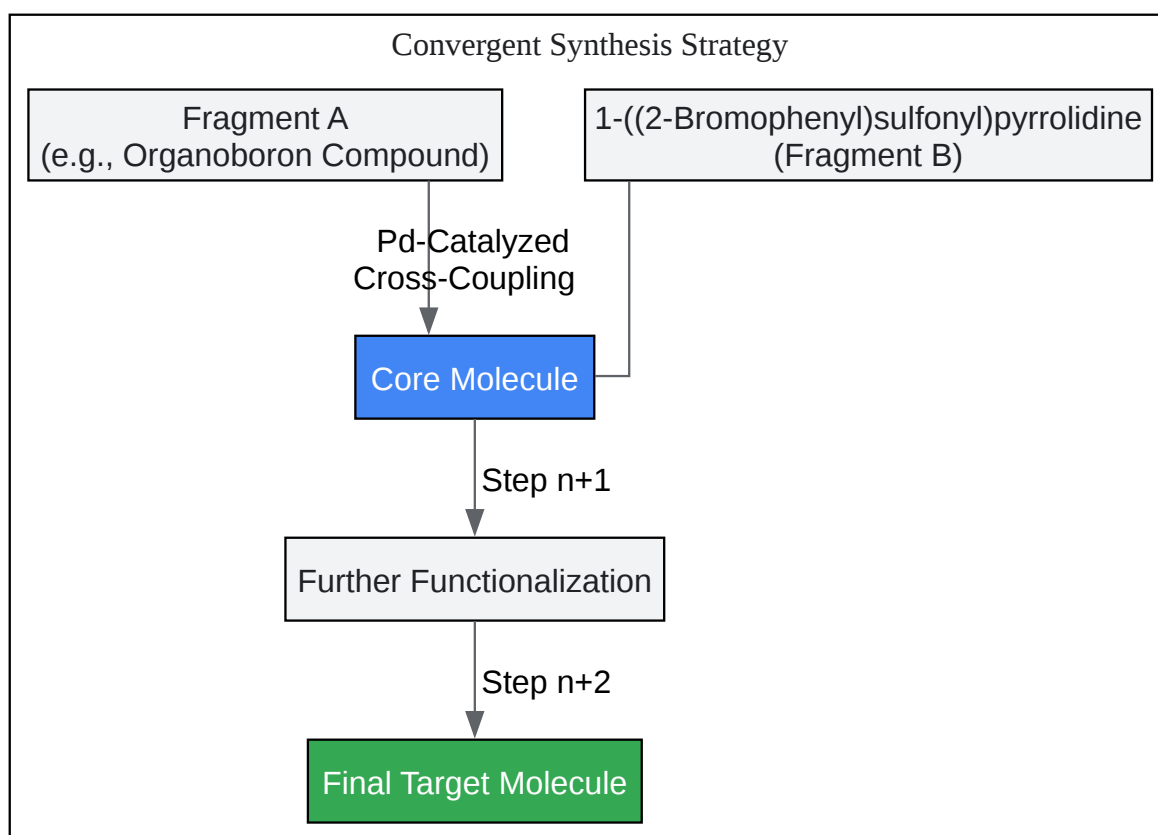 Convergent Synthesis Strategy
Fragment A
(e.g., Organoboron Compound)
1-((2-Bromophenyl)sulfonyl)pyrrolidine
(Fragment B)
Pd-Catalyzed
Cross-Coupling
Core Molecule
Step n+1
Further Functionalization
Step n+2
Final Target Molecule